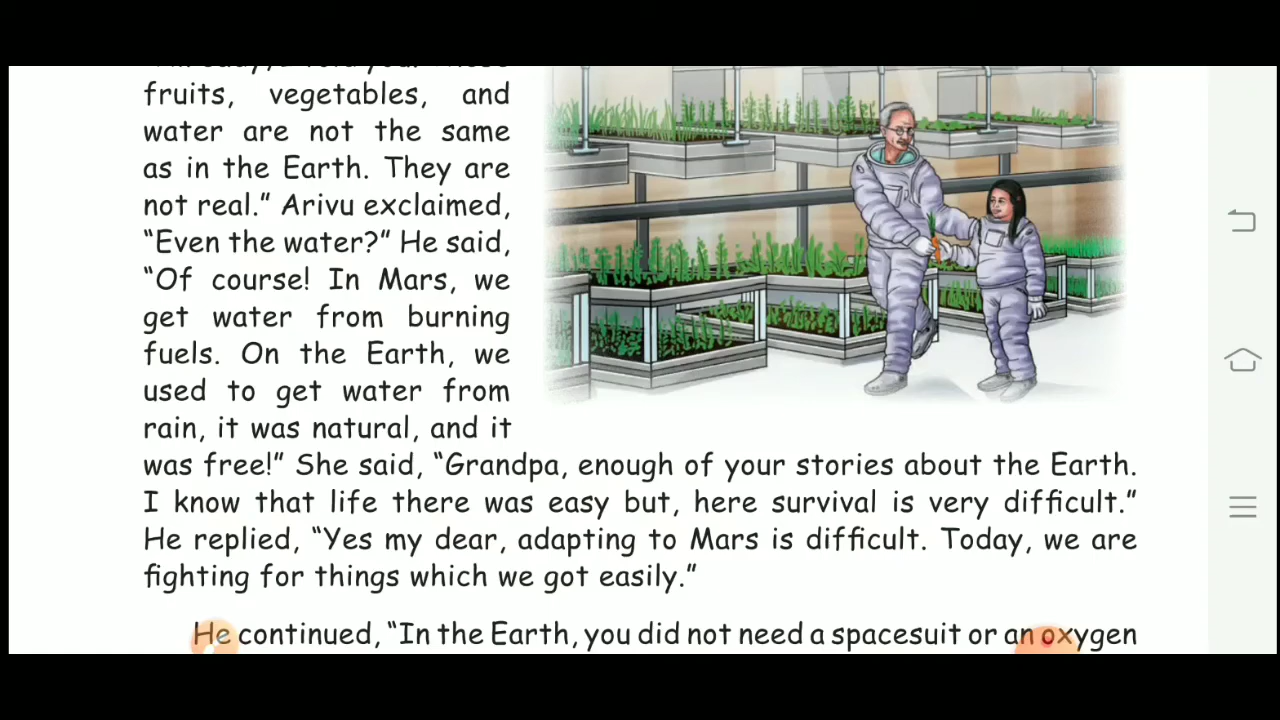 fruits, vegetables, and
water are not the same
as in the Earth. They are
not real.” Arivu exclaimed,
“Even the water?” He said,
“Of course! In Mars, we
get water from burning
fuels. On the Earth, we
used to get water from
rain, it was natural, and it
was free!” She said, “Grandpa, enough of your stories about the Earth.
I know that life there was easy but, here survival is very difficult.”
He replied, “Yes my dear, adapting to Mars is difficult. Today, we are
fighting for things which we got easily.”
He continued, “In the Earth, you did not need a spacesuit or an oxygen